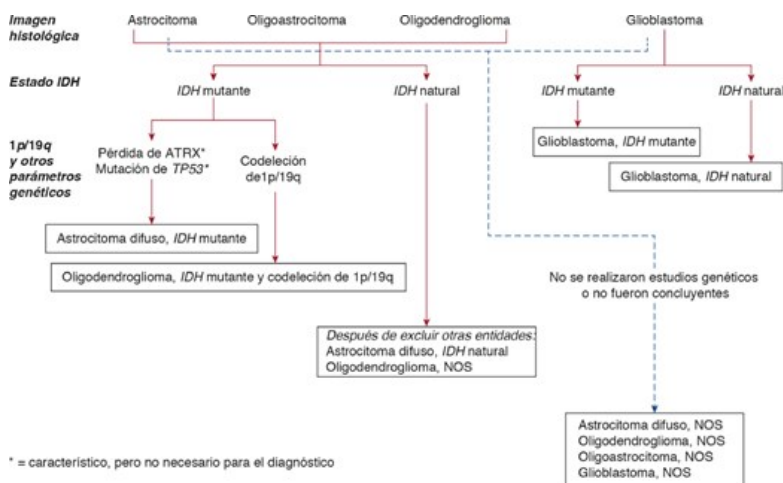 Imagen
histológica
Astrocitoma
Oligoastrocitoma
Oligodendroglioma
Glioblastoma
Estado IDH
IDH mutante
IDH natural
IDH mutante
IDH natural
1p/19q
y otros
parámetros
genéticos
Pérdida de ATRX*
Mutación de TP53*
Codeleción
de1p/19q
Glioblastoma, IDH mutante
Glioblastoma, IDH natural
Astrocitoma difuso, IDH mutante
Oligodendroglioma, IDH mutante y codeleción de 1p/19q
No se realizaron estudios genéticos
o no fueron concluyentes
Después de excluir otras entidades:
Astrocitoma difuso, IDH natural
Oligodendroglioma, NOS
Astrocitoma difuso, NOS
Oligodendroglioma, NOS
Oligoastrocitoma, NOS
Glioblastoma, NOS
* = característico, pero no necesario para el diagnóstico